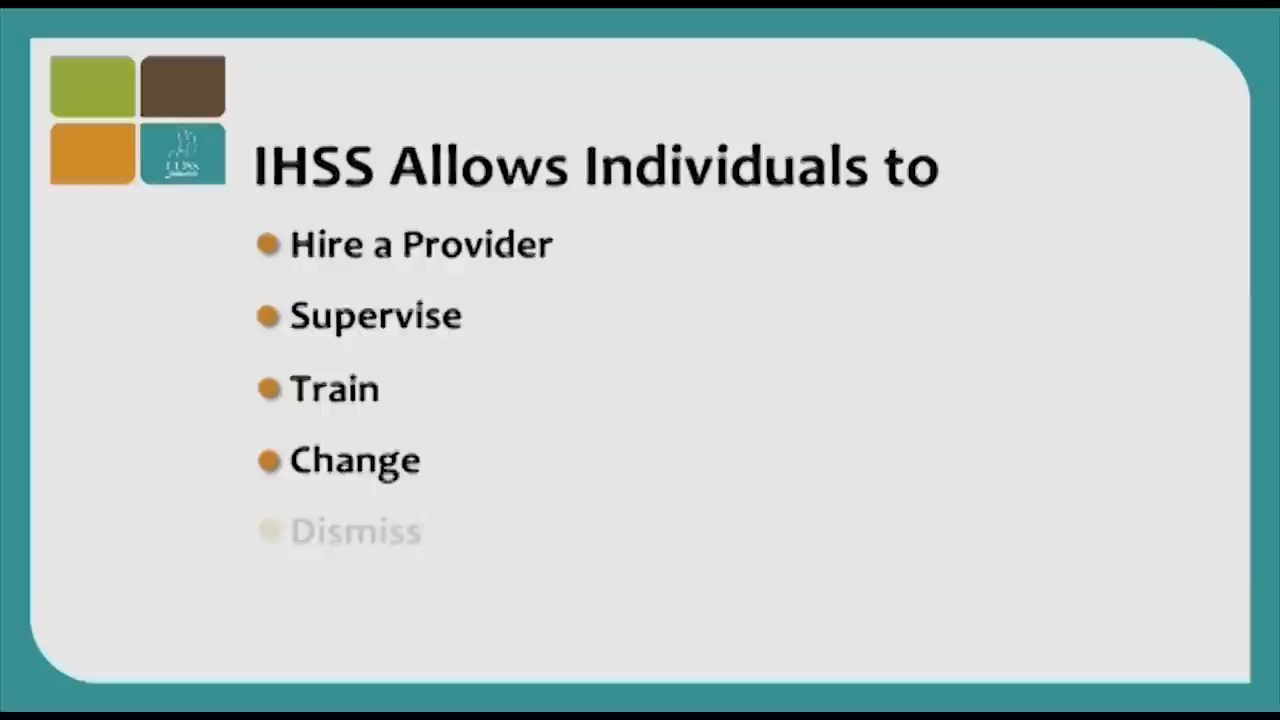 IHSS Allows Individuals to
Hire a Provider
Supervise
Train
Change
Dismiss